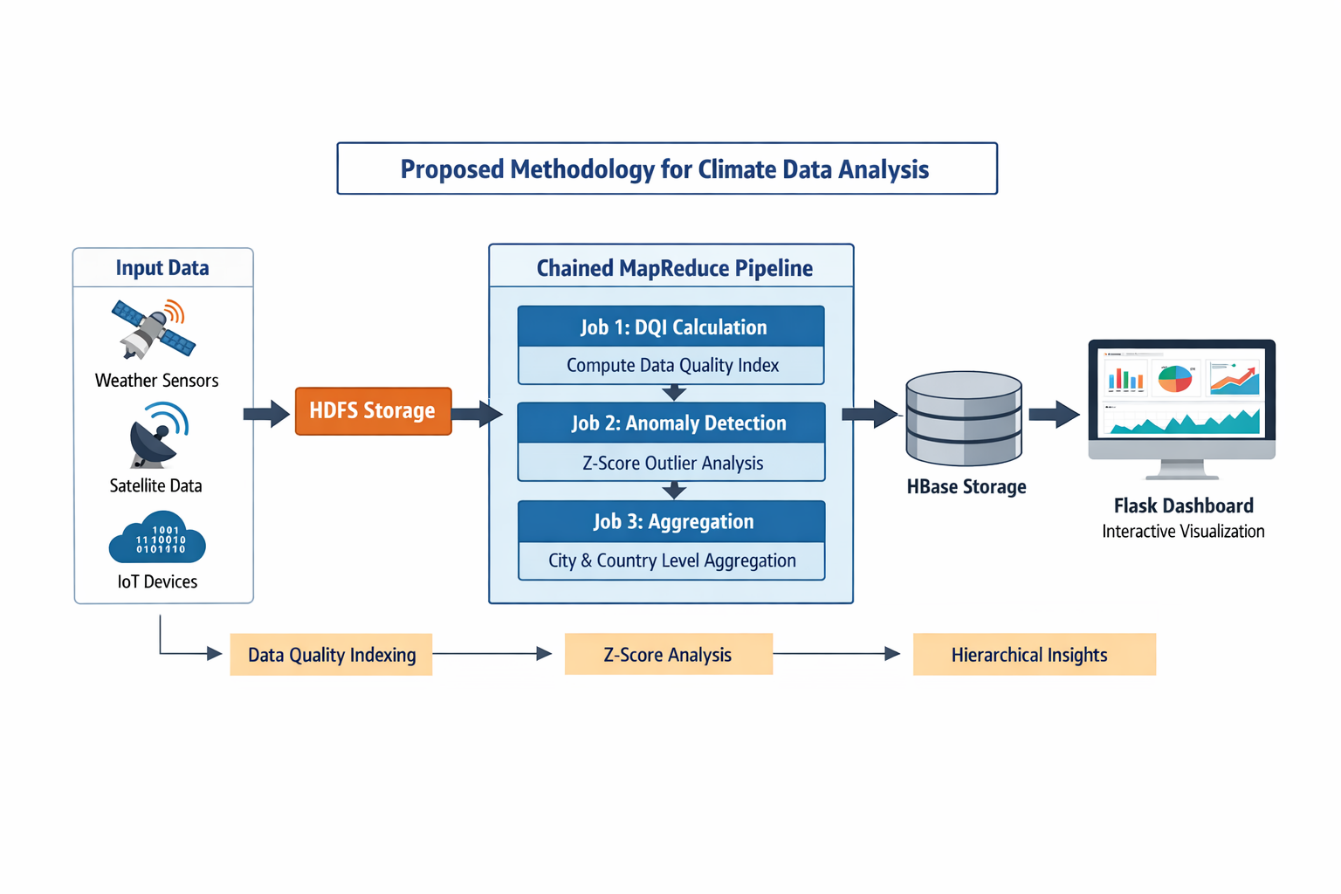 Proposed Methodology for Climate Data Analysis
Input Data
Weather Sensors
Satellite Data
1001
11 10010
0101110
IoT Devices
HDFS Storage
Chained MapReduce Pipeline
Job 1: DQI Calculation
Compute Data Quality Index
Job 2: Anomaly Detection
Z-Score Outlier Analysis
Job 3: Aggregation
City & Country Level Aggregation
HBase Storage
Flask Dashboard
Interactive Visualization
Data Quality Indexing
Z-Score Analysis
Hierarchical Insights